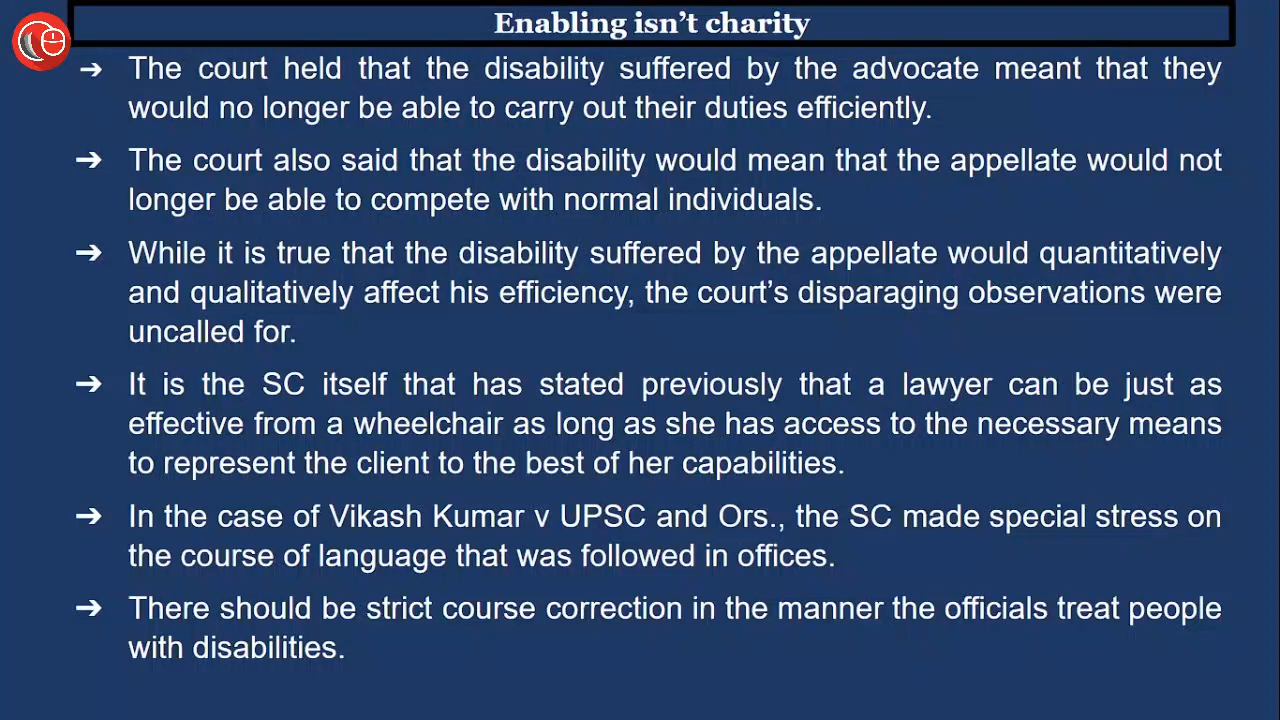 Enabling isn’t charity
➔ The court held that the disability suffered by the advocate meant that they
would no longer be able to carry out their duties efficiently.
➔ The court also said that the disability would mean that the appellate would not
longer be able to compete with normal individuals.
➔ While it is true that the disability suffered by the appellate would quantitatively
and qualitatively affect his efficiency, the court’s disparaging observations were
uncalled for.
➔ It is the SC itself that has stated previously that a lawyer can be just as
effective from a wheelchair as long as she has access to the necessary means
to represent the client to the best of her capabilities.
➔ In the case of Vikash Kumar v UPSC and Ors., the SC made special stress on
the course of language that was followed in offices.
➔ There should be strict course correction in the manner the officials treat people
with disabilities.